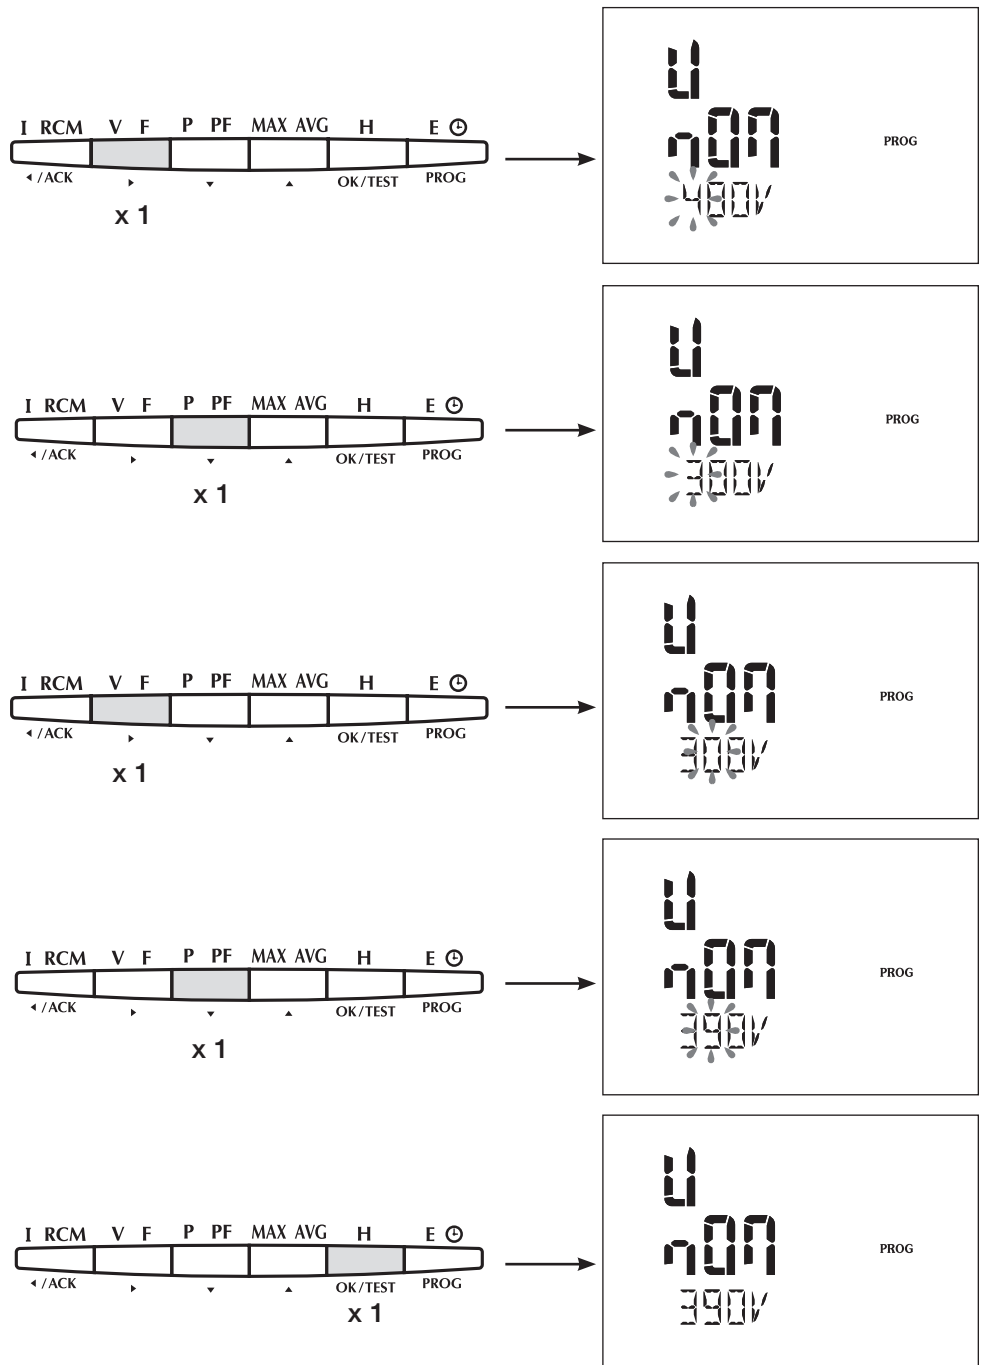 U
I RCM V F P PF MAX AVG H E
nOM
PROG
/ACK OK/TEST PROG
400V
x 1
U
I RCM V F P PF MAX AVG H E
nOM
PROG
/ACK OK/TEST PROG
300V
x 1
U
I RCM V F P PF MAX AVG H E
nOM
PROG
/ACK OK/TEST PROG
300V
x 1
U
I RCM V F P PF MAX AVG H E
nOM
PROG
/ACK OK/TEST PROG
390V
x 1
U
I RCM V F P PF MAX AVG H E
nOM
PROG
/ACK OK/TEST PROG
390V
x 1